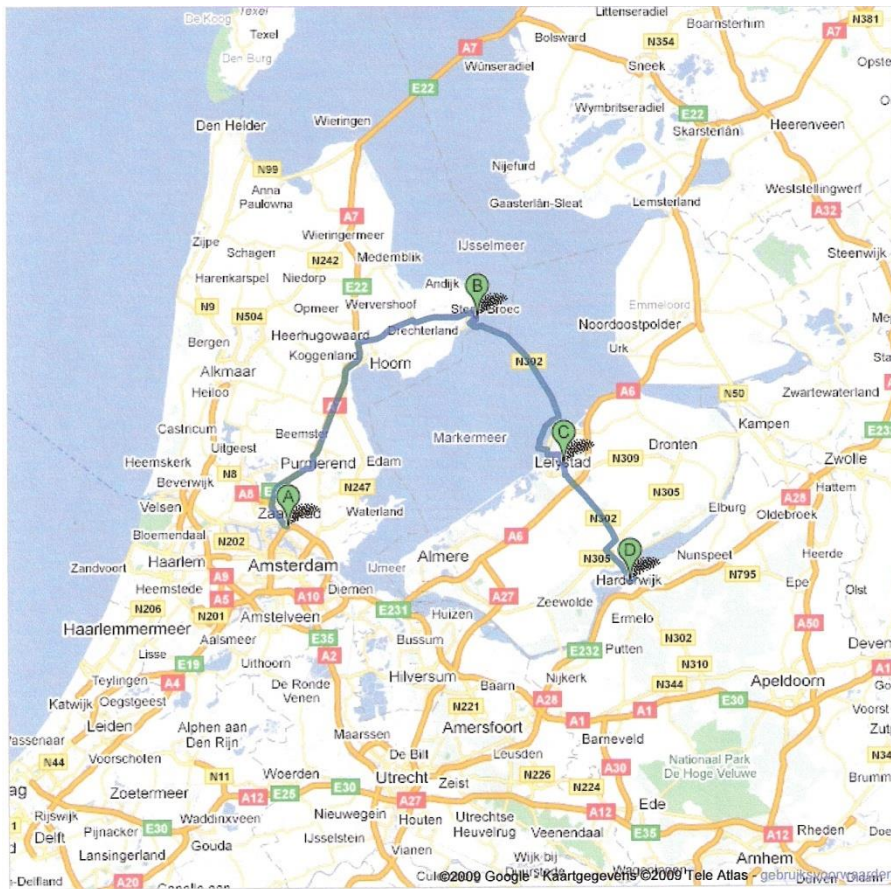 De Koog
Texel
Texel
Den Burg
Littenseradiel
Boarnsterhim
N381
A7
Bolsward
N354
A7
Wûnseradiel
Sneek
E22
Wymbritseradiel
E22
Den Helder
Wieringen
Skarsterlân
Heerenveen
N99
Nijefurd
Anna
Paulowna
Gaasterlân-Sleat
Lemsterland
Weststellingwerf
A32
A7
Wieringermeer
Zijpe
Schagen
N242
Medemblik
IJsselmeer
Steenwijk
Harenkarspel
Niedorp
E22
Andijk
B
Emmeloord
N9
N504
Opmeer
Wervershoof
Noordoostpolder
Bergen
Heerhugowaard
Drechterland
Urk
Koggenland
Hoorn
N302
Alkmaar
Heiloo
A6
N50
Zwartewaterland
A7
Kampen
Castricum
Beemster
Markermeer
C
Dronten
Uitgeest
Lelystad
N309
Zwolle
Heemskerk
N8
Purmerend
Edam
Beverwijk
A8
A
N247
N305
Hattem
A28
Velsen
Waterland
N302
Elburg
Oldebroek
Bloemendaal
N202
D
A6
N305
Nunspeet
Heerde
Zandvoort
Haarlem
Amsterdam
IJmeer
Almere
Harderwijk
N795
Epe
Olst
Heemstede
A9
A10
Diemen
A27
Zeewolde
A5
E231
Huizen
Ermelo
N206
N201
Amstelveen
A50
Haarlemmermeer
Aalsmeer
E35
Bussum
N302
Putten
Lisse
E19
Uithoorn
A2
E232
N310
Teylingen
A4
De Ronde
Venen
Hilversum
Baarn
Nijkerk
N344
Apeldoorn
Katwijk
Oegstgeest
N221
A28
E30
Voorst
Leiden
Alphen aan
Den Rijn
Maarssen
Amersfoort
A1
A1
Barneveld
Voorschoten
De Bilt
Leusden
Nationaal Park
De Hoge Veluwe
N44
N11
Woerden
Utrecht
Zeist
N226
A30
Zoetermeer
A12
E25
E30
N224
Rijswijk
Waddinxveen
Nieuwegein
A27
A12
Ede
Delft
Pijnacker
E30
Houten
Utrechtse
Heuvelrug
Veenendaal
E35
A12
Rheden
Lansingerland
Gouda
IJsselstein
Vianen
Wijk bij
Duurstede
Arnhem
A20
©2009 Google - Kaartgegevens ©2009 Tele Atlas - gebruiksvoorwaarden